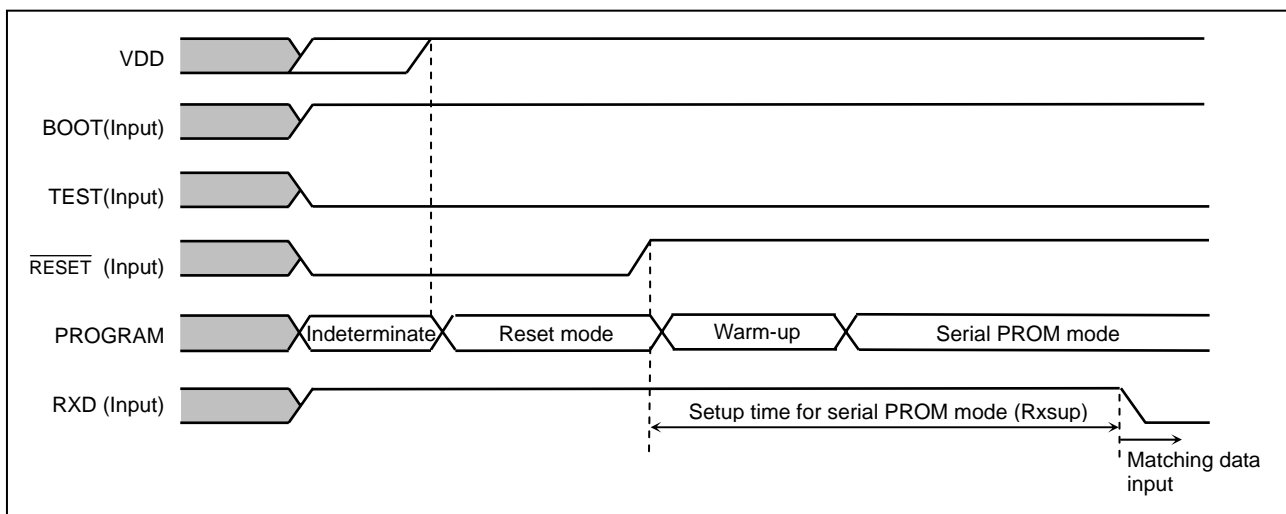 VDD
BOOT(Input)
TEST(Input)
RESET (Input)
PROGRAM
Indeterminate
Reset mode
Warm-up
Serial PROM mode
RXD (Input)
Setup time for serial PROM mode (Rxsup)
Matching data
input